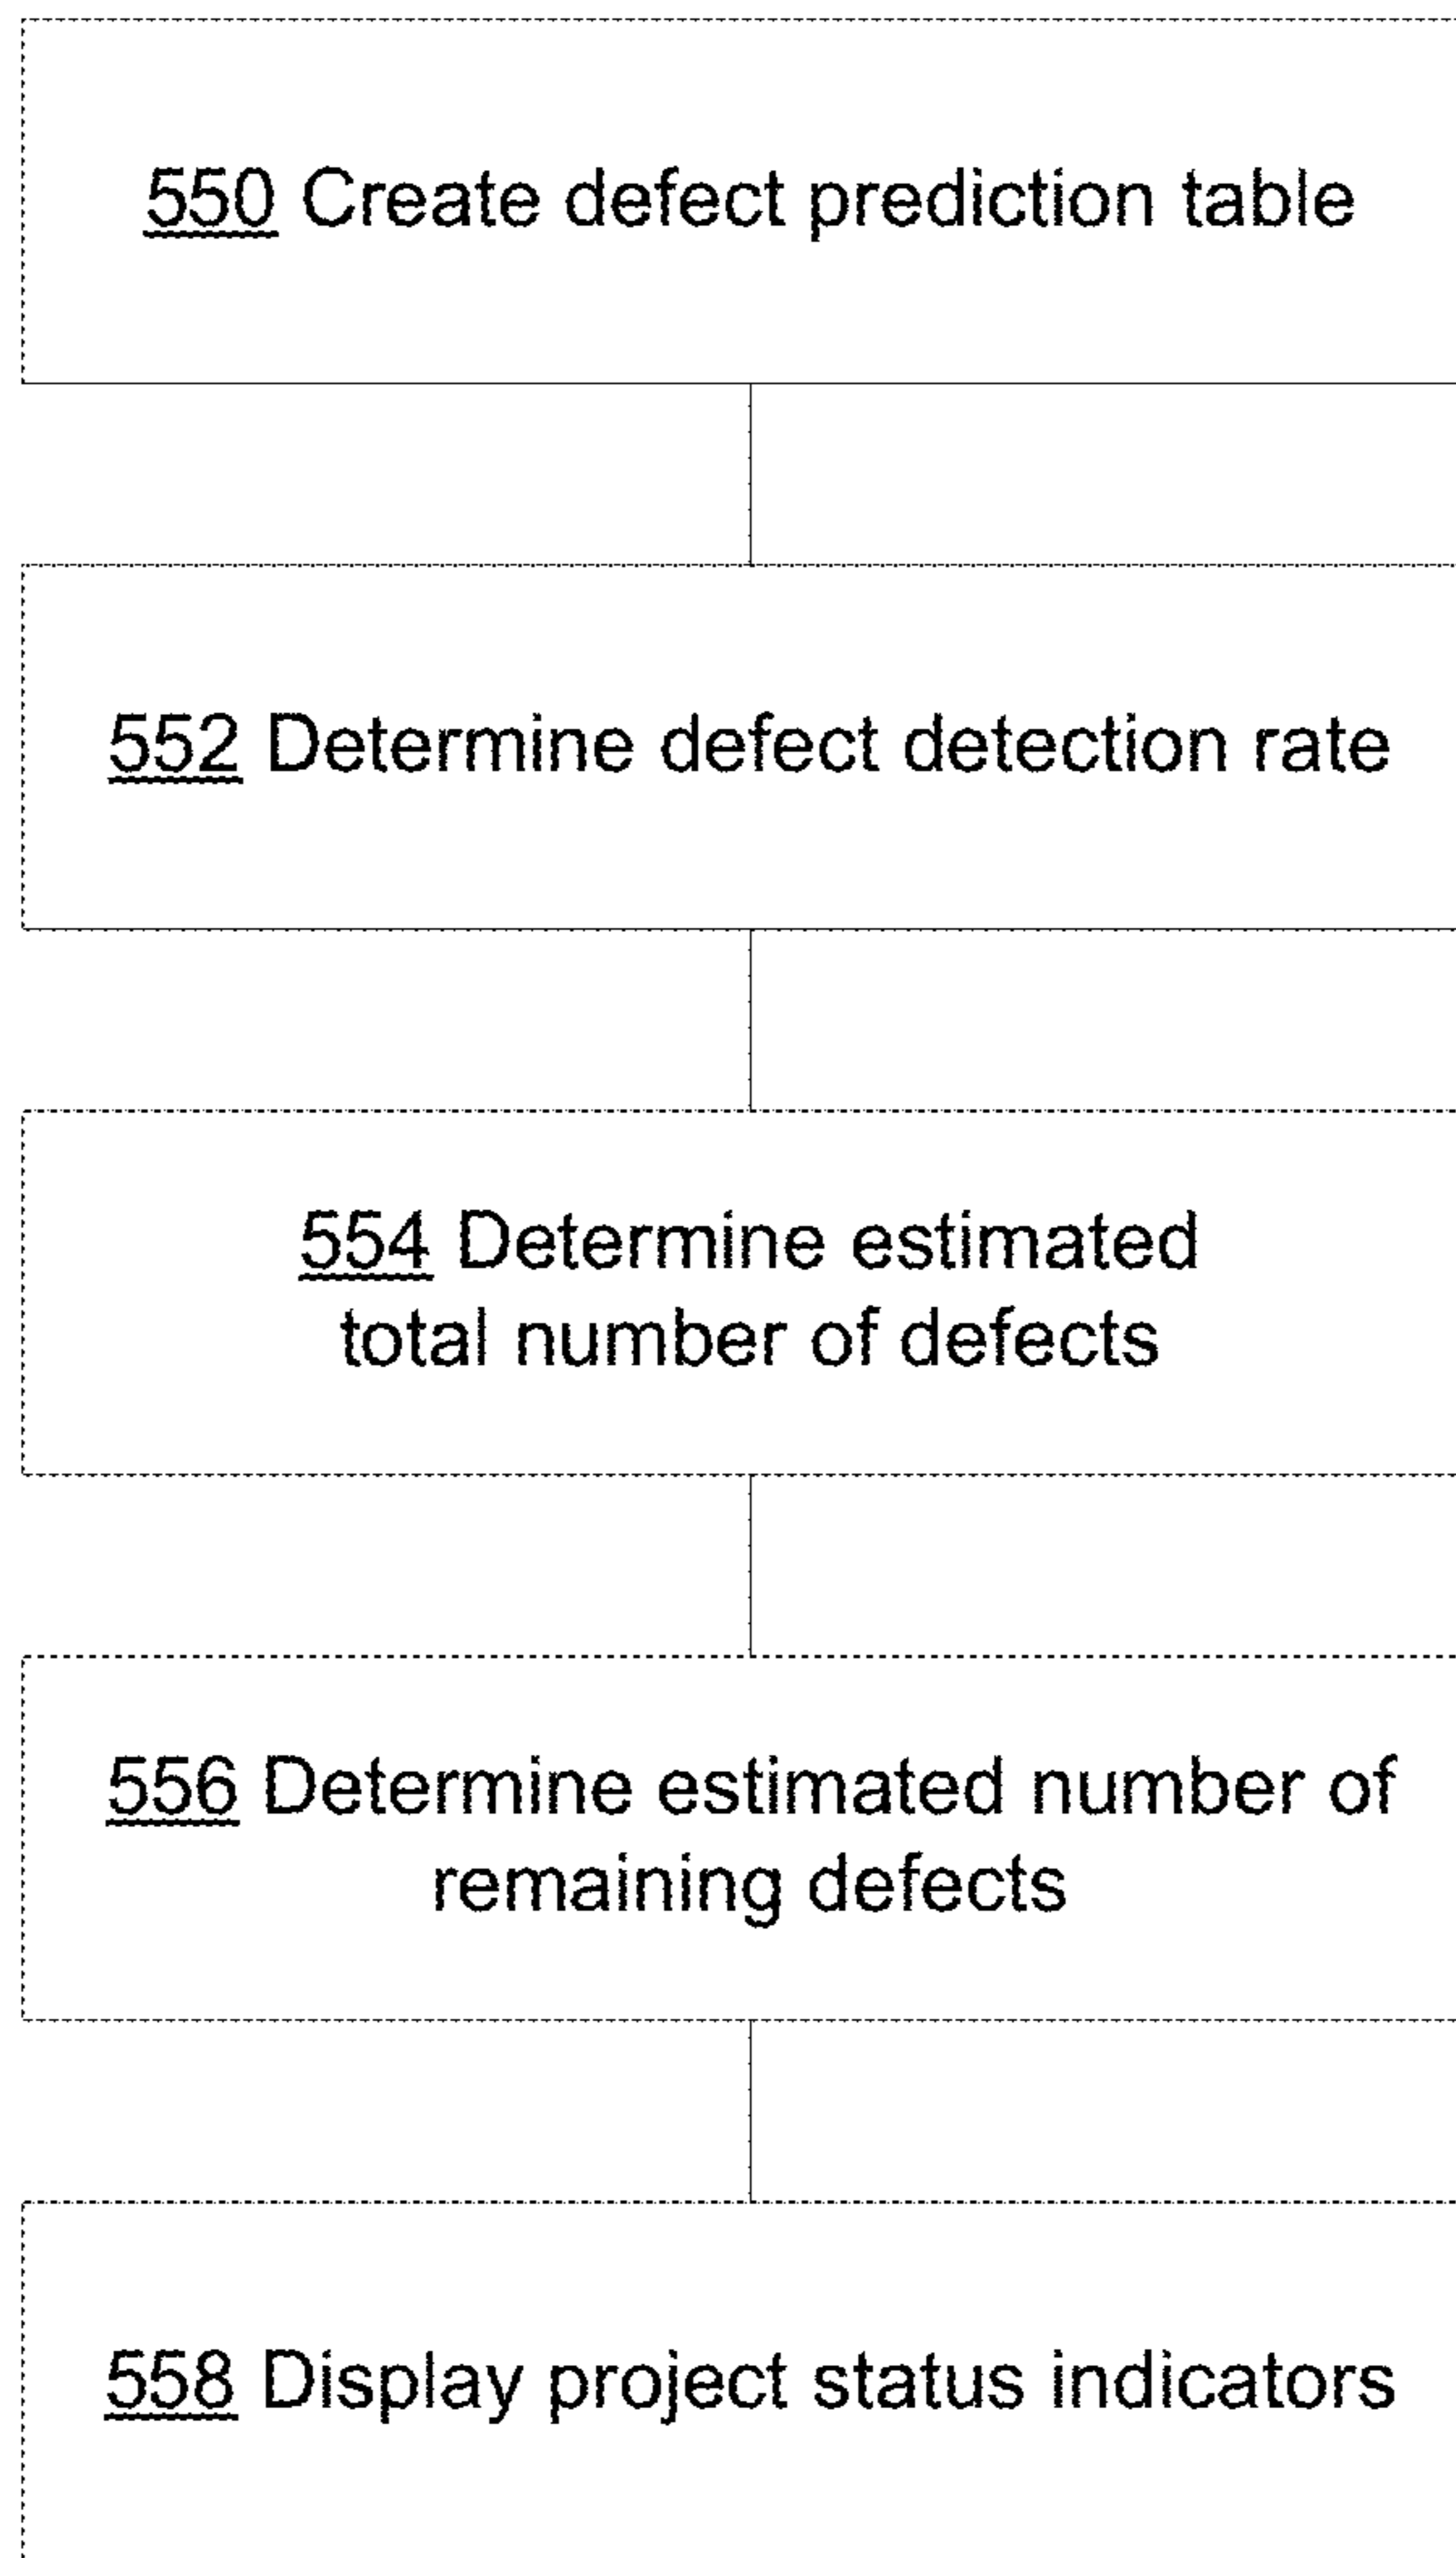 550 Create defect prediction table
552 Determine defect detection rate
554 Determine estimated
total number of defects
556 Determine estimated number of
remaining defects
558 Display project status indicators